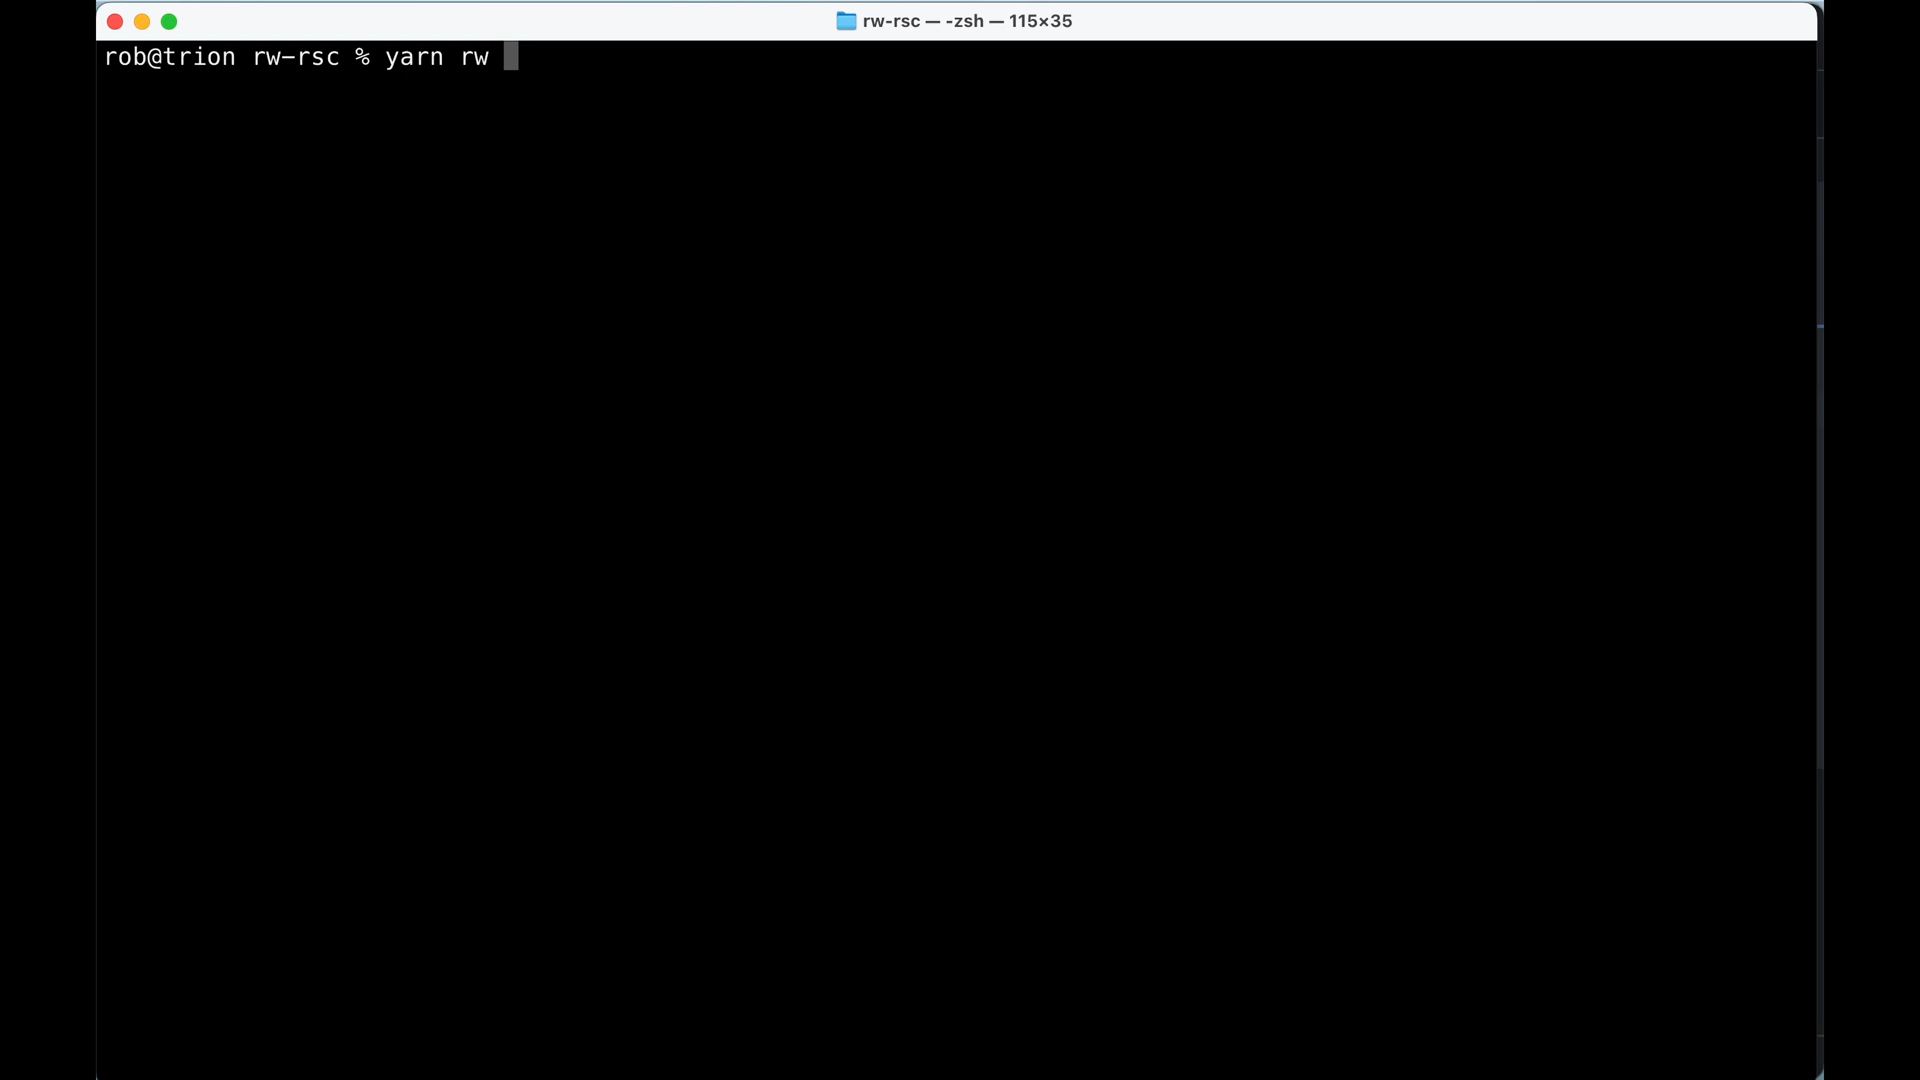 rw-rsc — -zsh — 115×35
rob@trion rw-rsc % yarn rw